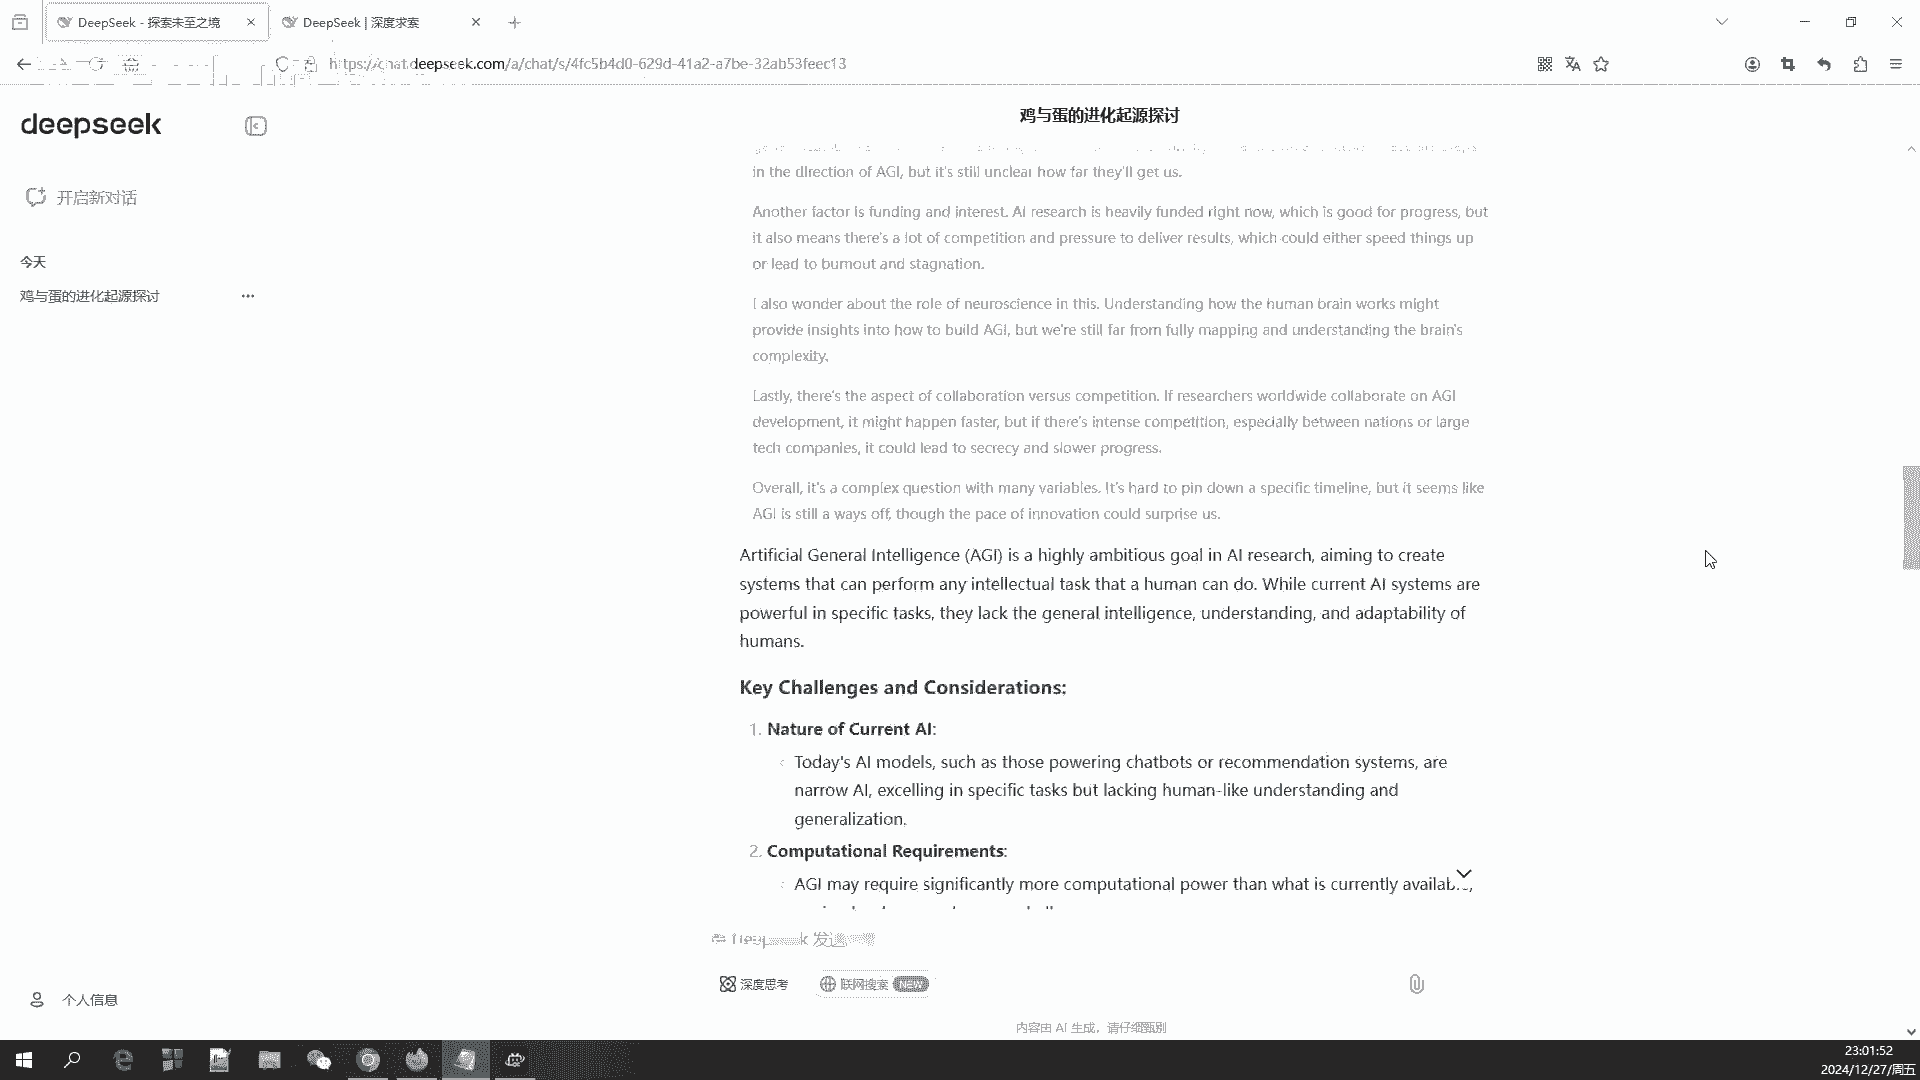 DeepSeek - 探索未至之境
DeepSeek | 深度求索
https://chat.deepseek.com/a/chat/s/4fc5b4d0-629d-41a2-a7be-32ab53feec13
deepseek
开启新对话
今天
鸡与蛋的进化起源探讨
鸡与蛋的进化起源探讨
in the direction of AGI, but it's still unclear how far they'll get us.
Another factor is funding and interest. AI research is heavily funded right now, which is good for progress, but
it also means there's a lot of competition and pressure to deliver results, which could either speed things up
or lead to burnout and stagnation.
I also wonder about the role of neuroscience in this. Understanding how the human brain works might
provide insights into how to build AGI, but we're still far from fully mapping and understanding the brain's
complexity.
Lastly, there's the aspect of collaboration versus competition. If researchers worldwide collaborate on AGI
development, it might happen faster, but if there's intense competition, especially between nations or large
tech companies, it could lead to secrecy and slower progress.
Overall, it's a complex question with many variables. It's hard to pin down a specific timeline, but it seems like
AGI is still a ways off, though the pace of innovation could surprise us.
Artificial General Intelligence (AGI) is a highly ambitious goal in AI research, aiming to create
systems that can perform any intellectual task that a human can do. While current AI systems are
powerful in specific tasks, they lack the general intelligence, understanding, and adaptability of
humans.
Key Challenges and Considerations:
1. Nature of Current AI:
Today's AI models, such as those powering chatbots or recommendation systems, are
narrow AI, excelling in specific tasks but lacking human-like understanding and
generalization.
2. Computational Requirements:
AGI may require significantly more computational power than what is currently
DeepSeek 发送
深度思考
联网搜索 NEW
个人信息
内容由 AI 生成，请仔细甄别
23:01:52
2024/12/27/周五